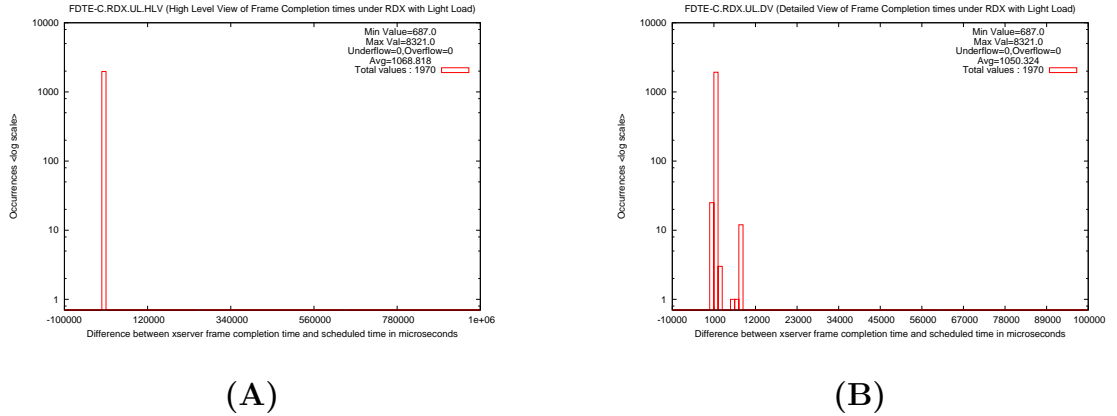 FDTE-C.RDX.UL.HLV (High Level View of Frame Completion times under RDX with Light Load)
10000
1000
100
10
1
Occurrences <log scale>
Min Value=687.0
Max Val=8321.0
Underflow=0,Overflow=0
Avg=1068.818
Total values : 1970
-100000 120000 340000 560000 780000 1e+06
Difference between xserver frame completion time and scheduled time in microseconds
(A)
FDTE-C.RDX.UL.DV (Detailed View of Frame Completion times under RDX with Light Load)
10000
1000
100
10
1
Occurrences <log scale>
Min Value=687.0
Max Val=8321.0
Underflow=0,Overflow=0
Avg=1050.324
Total values : 1970
-10000 1000 12000 23000 34000 45000 56000 67000 78000 89000 100000
Difference between xserver frame completion time and scheduled time in microseconds
(B)